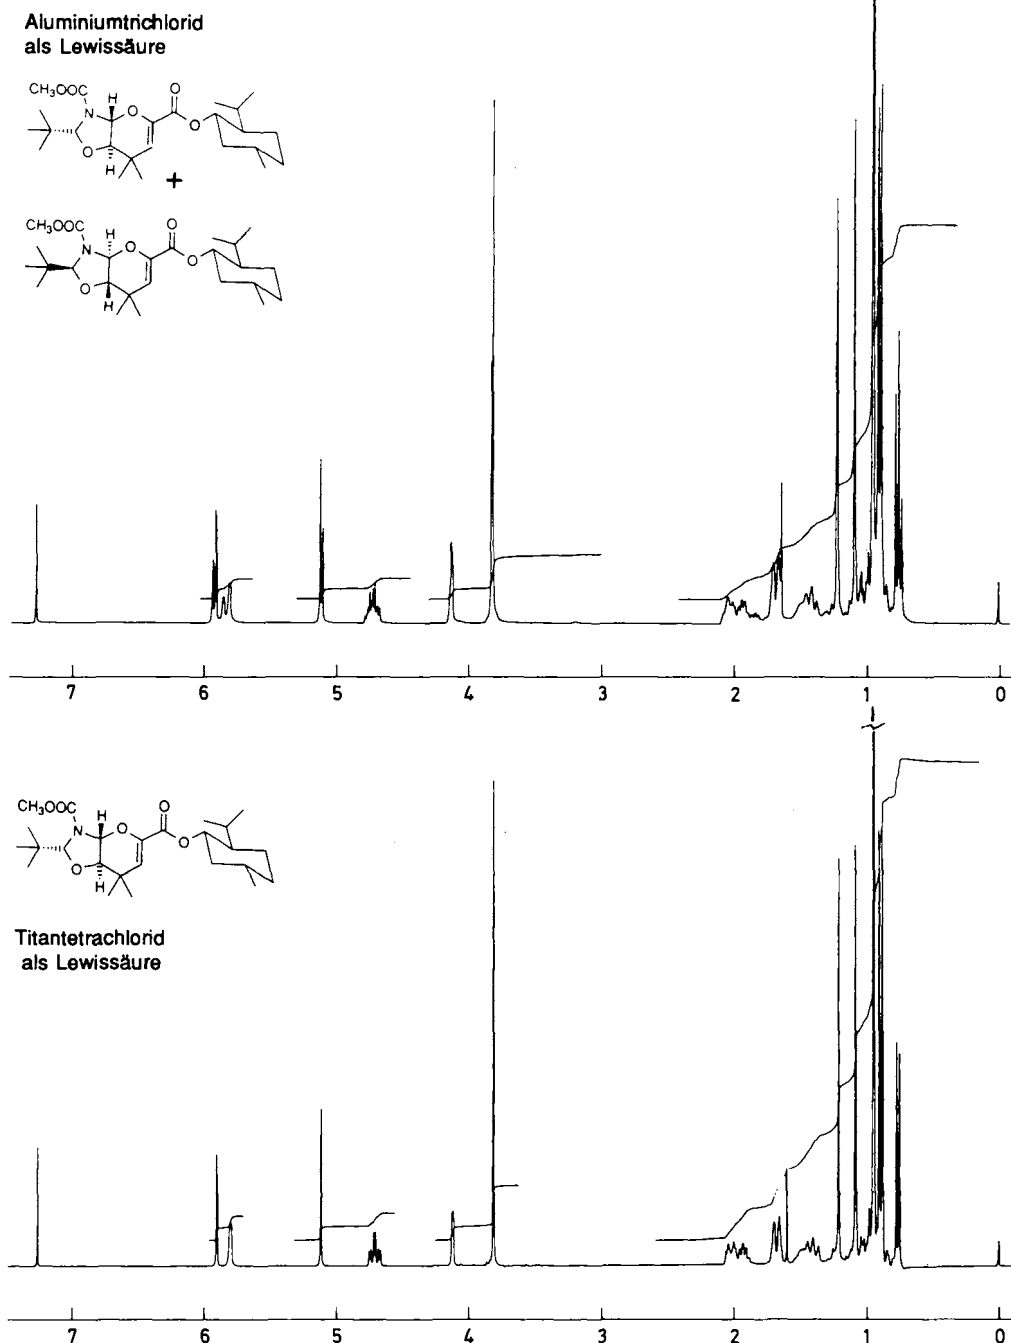 Aluminiumtrichlorid
als Lewissäure
CH₃OOC
H
O
N
O
O
O
H
+
CH₃OOC
H
O
N
O
O
O
H
7 6 5 4 3 2 1 0
CH₃OOC
H
O
N
O
O
O
H
Titantetrachlorid
als Lewissäure
7 6 5 4 3 2 1 0